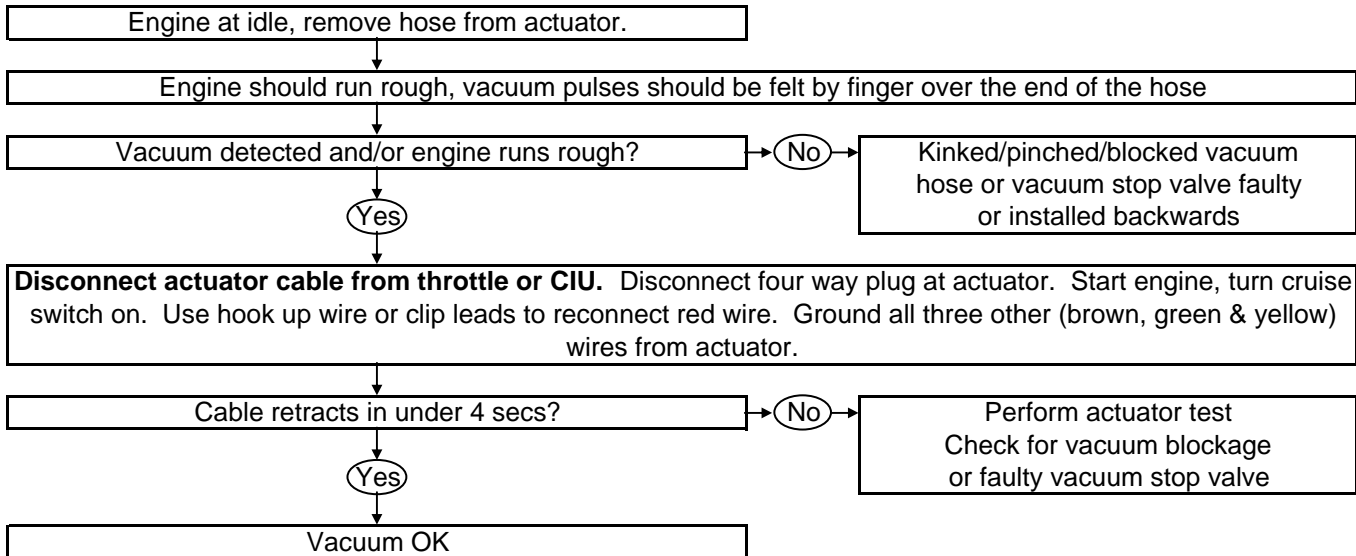 Engine at idle, remove hose from actuator.
Engine should run rough, vacuum pulses should be felt by finger over the end of the hose
Vacuum detected and/or engine runs rough?
No
Kinked/pinched/blocked vacuum
hose or vacuum stop valve faulty
or installed backwards
Yes
Disconnect actuator cable from throttle or CIU. Disconnect four way plug at actuator. Start engine, turn cruise
switch on. Use hook up wire or clip leads to reconnect red wire. Ground all three other (brown, green & yellow)
wires from actuator.
Cable retracts in under 4 secs?
No
Perform actuator test
Check for vacuum blockage
or faulty vacuum stop valve
Yes
Vacuum OK